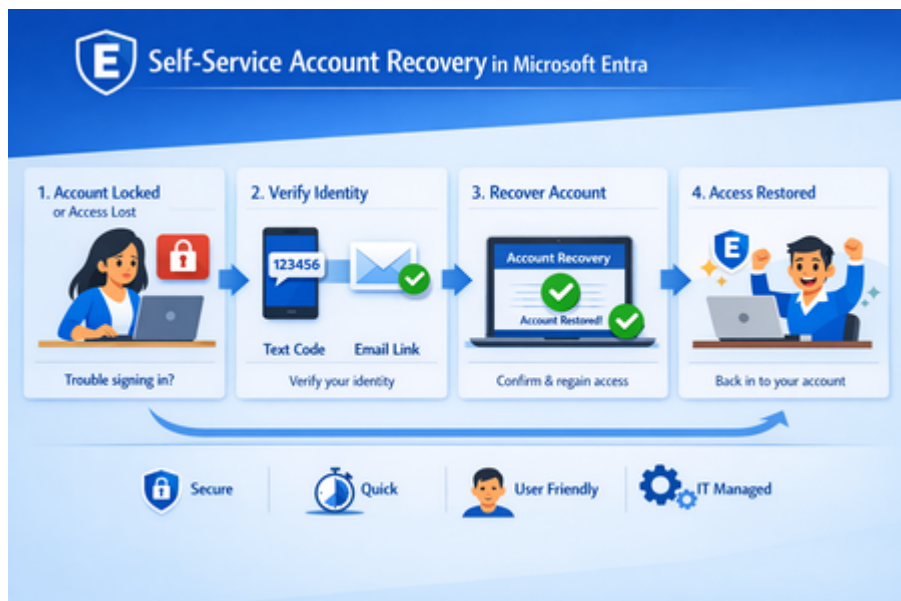 E
Self-Service Account Recovery in Microsoft Entra
1. Account Locked
or Access Lost
Trouble signing in?
2. Verify Identity
123456
Text Code
Email Link
Verify your identity
3. Recover Account
Account Recovery
Account Restored!
Confirm & regain access
4. Access Restored
E
Back in to your account
Secure
Quick
User Friendly
IT Managed